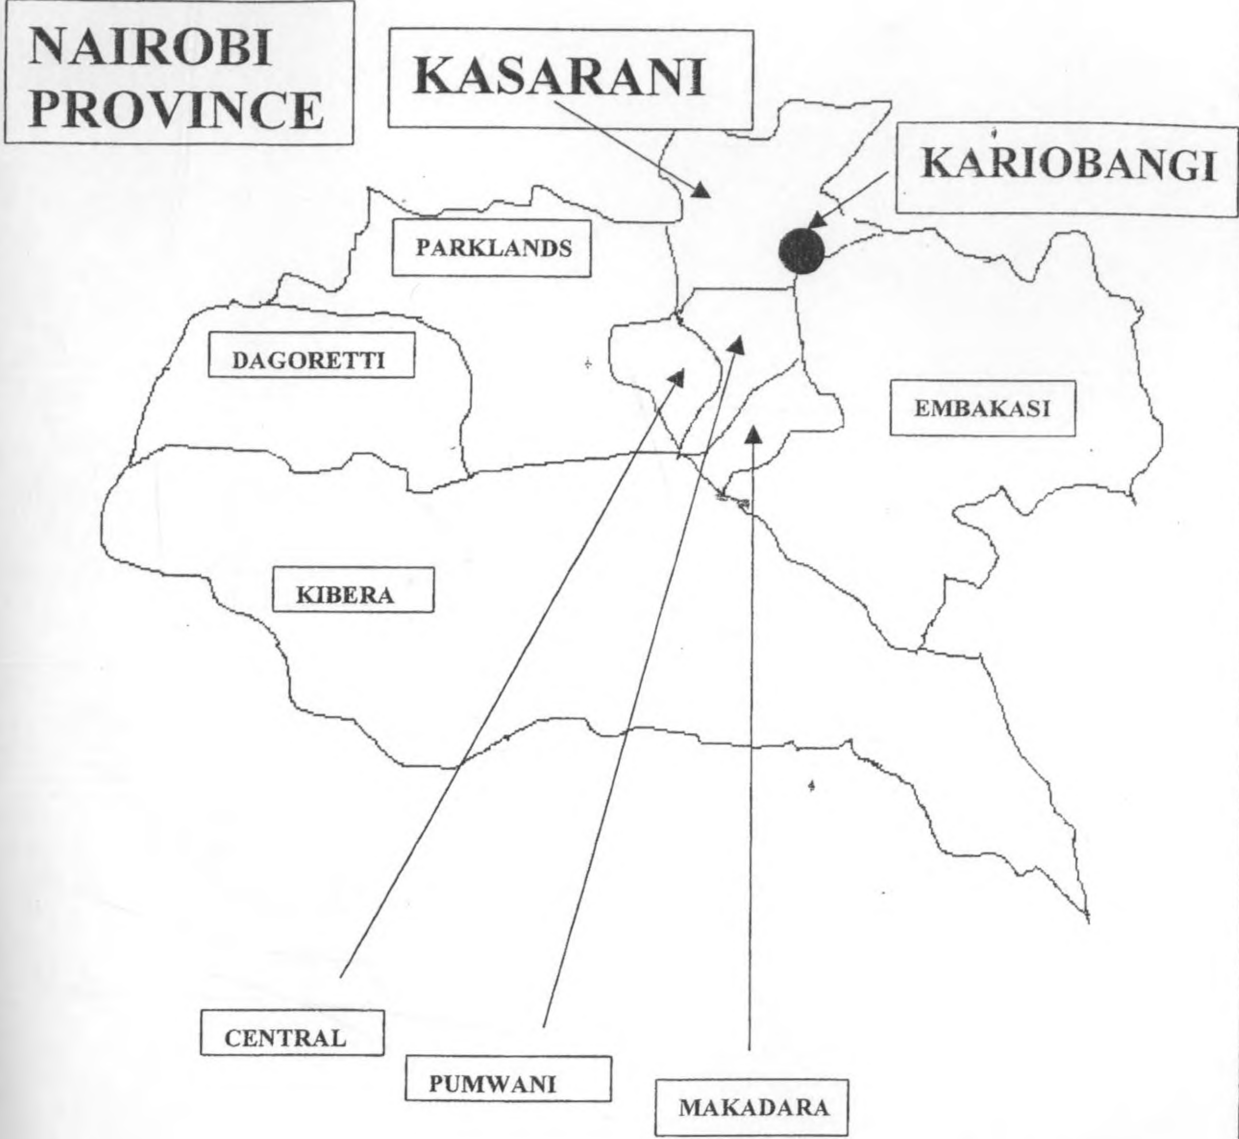 NAIROBI
PROVINCE
KASARANI
KARIOBANGI
PARKLANDS
DAGORETTI
EMBAKASI
KIBERA
CENTRAL
PUMWANI
MAKADARA